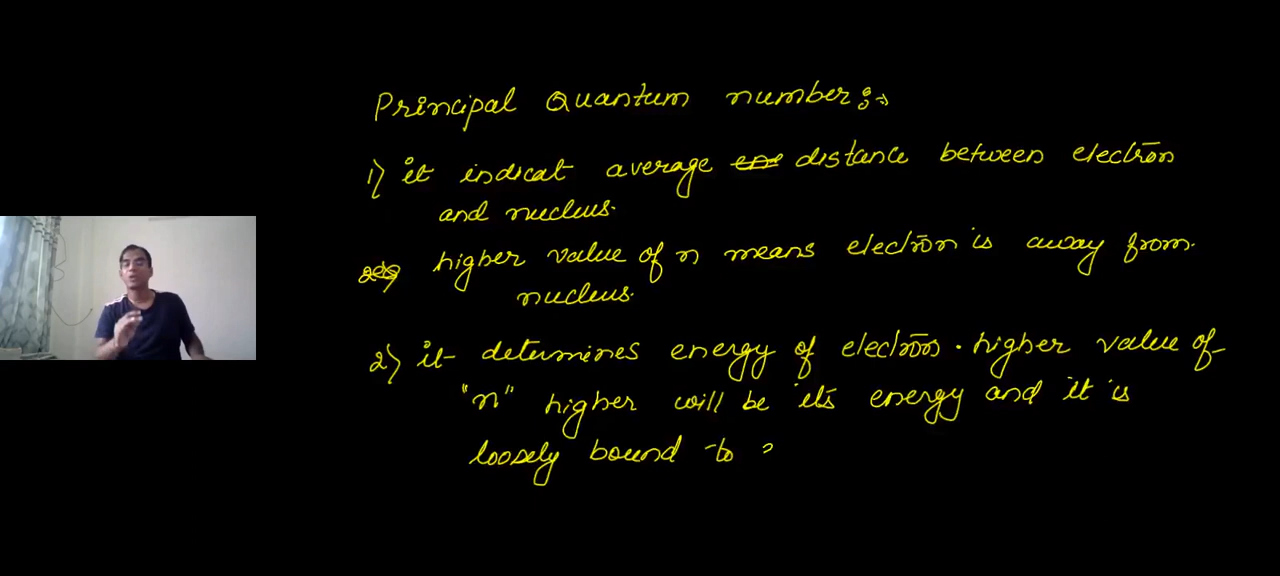 Principal Quantum number:→
1) it indicat average distance between electron
and nucleus.
higher value of n means electron is away from
nucleus.
2) it determines energy of electron. higher value of
"n" higher will be it's energy and it is
loosely bound to